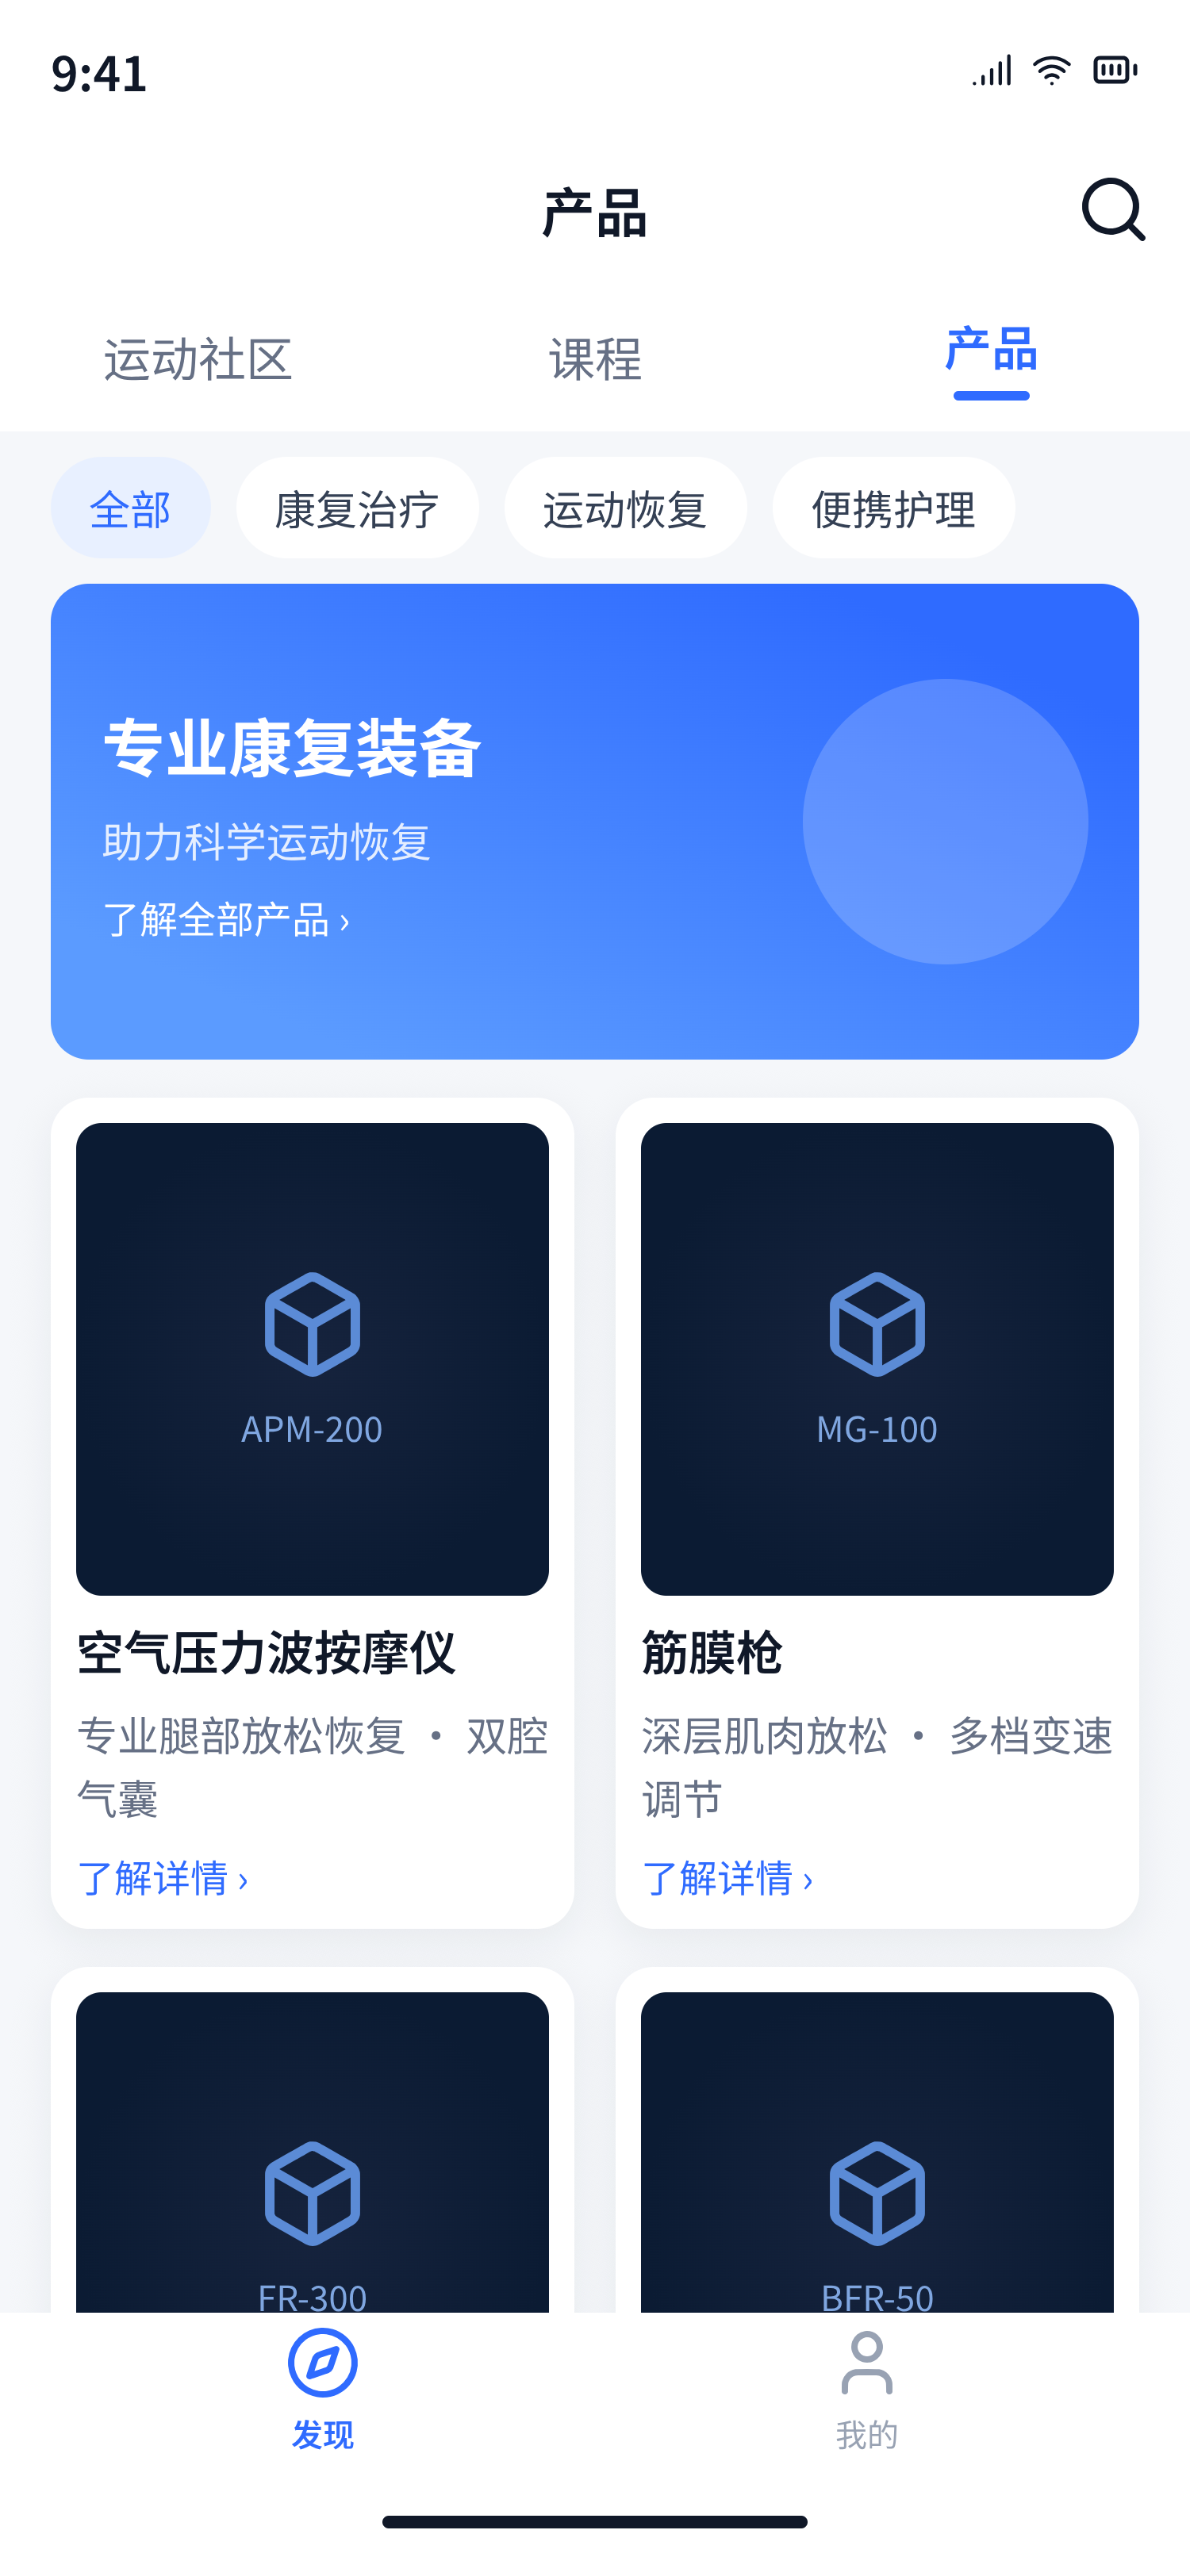 9:41
产品
运动社区
课程
产品
全部
康复治疗
运动恢复
便携护理
专业康复装备
助力科学运动恢复
了解全部产品 ›
APM-200
空气压力波按摩仪
专业腿部放松恢复 · 双腔
气囊
了解详情 ›
MG-100
筋膜枪
深层肌肉放松 · 多档变速
调节
了解详情 ›
FR-300
BFR-50
发现
我的